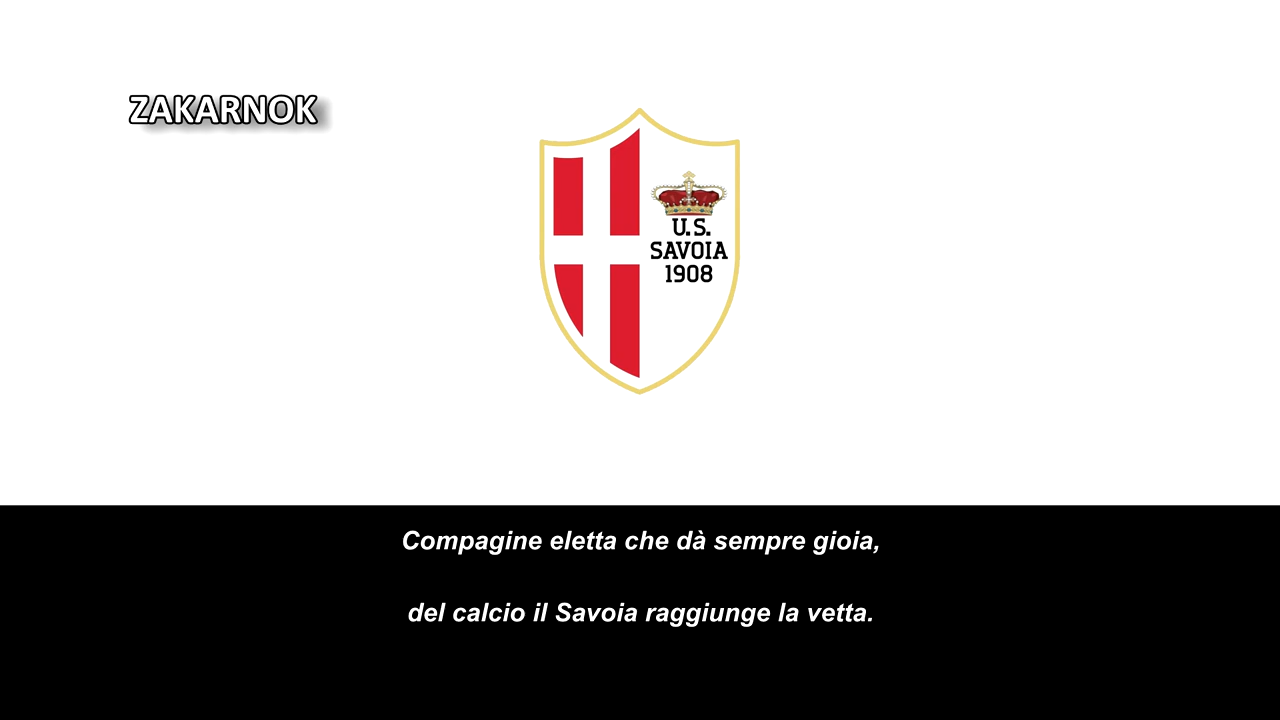 ZAKARNOK
U.S.
SAVOIA
1908
Compagine eletta che dà sempre gioia,
del calcio il Savoia raggiunge la vetta.